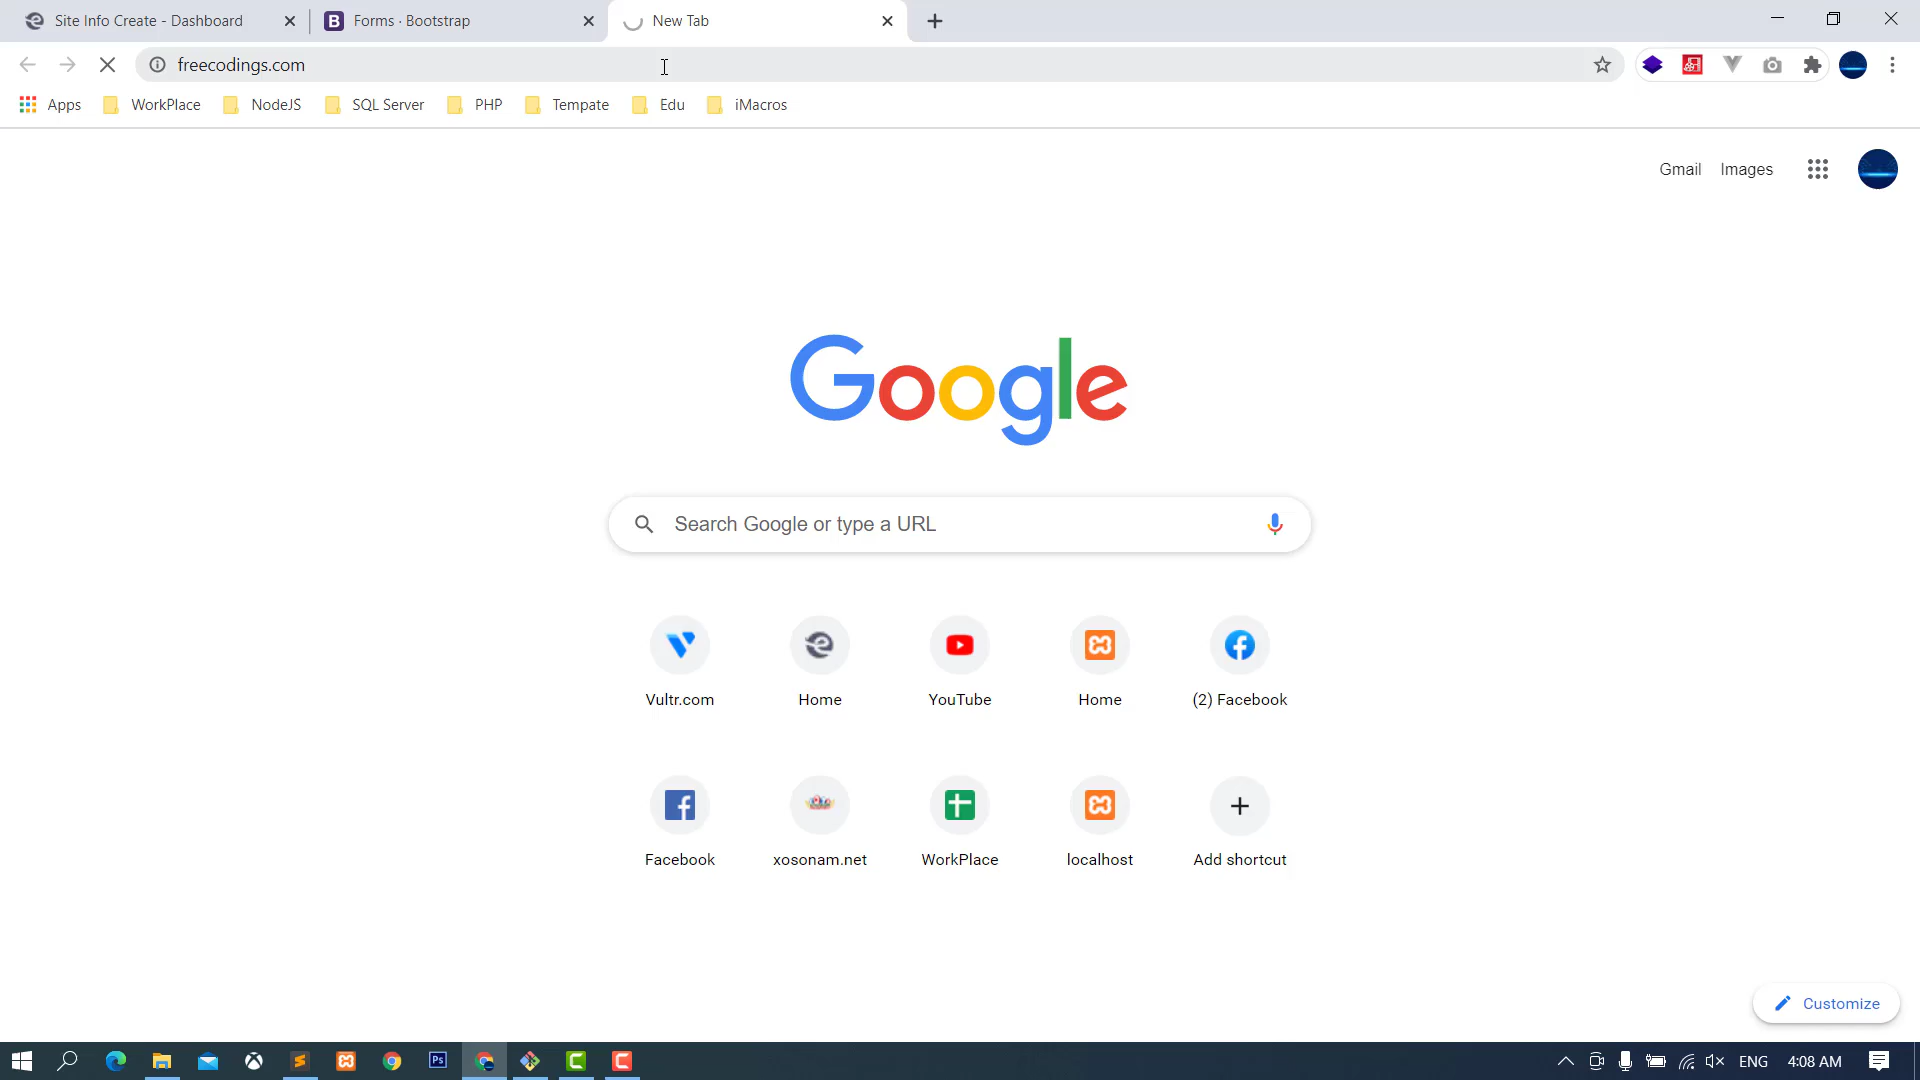 Site Info Create - Dashboard
Forms · Bootstrap
New Tab
freecodings.com
Apps
WorkPlace
NodeJS
SQL Server
PHP
Tempate
Edu
iMacros
Gmail
Images
Google
Search Google or type a URL
Vultr.com
Home
YouTube
Home
(2) Facebook
Facebook
xosonam.net
WorkPlace
localhost
Add shortcut
Customize
Ps
ENG
4:08 AM